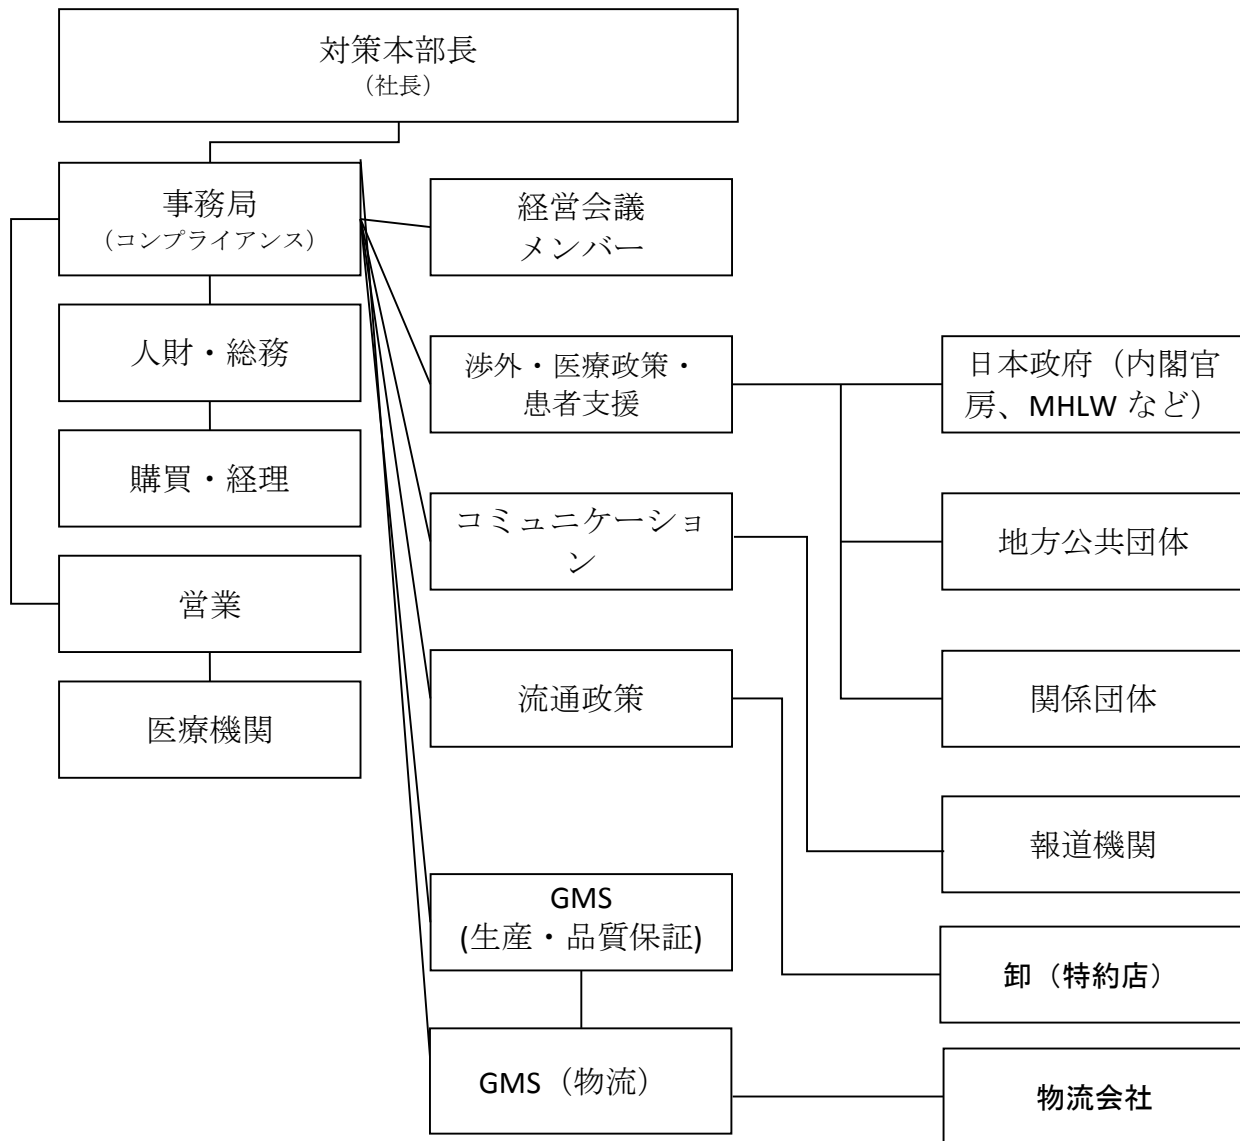 対策本部長
（社長）
事務局
（コンプライアンス）
経営会議
メンバー
人財・総務
渉外・医療政策・
患者支援
日本政府（内閣官
房、MHLW など）
購買・経理
コミュニケーショ
ン
地方公共団体
営業
流通政策
関係団体
医療機関
報道機関
GMS
(生産・品質保証)
卸（特約店）
GMS（物流）
物流会社